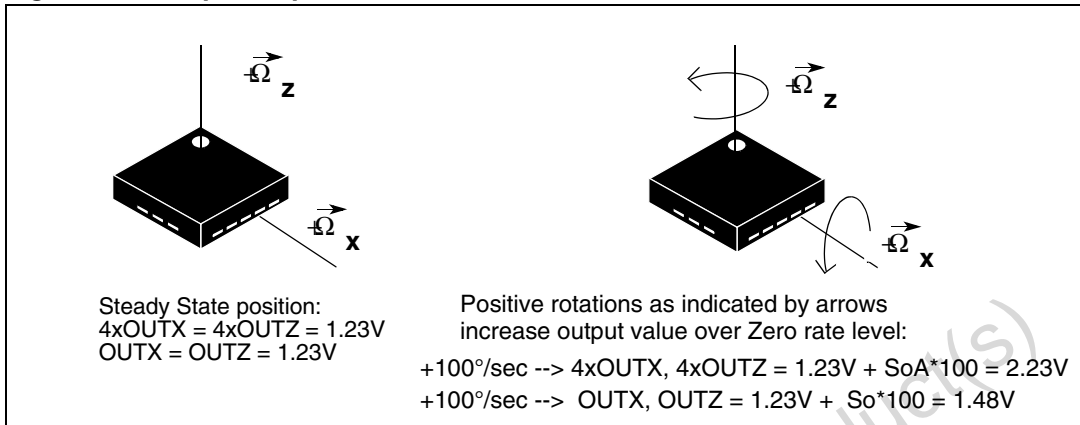 +Ω
z
+Ω
x
Steady State position:
4xOUTX = 4xOUTZ = 1.23V
OUTX = OUTZ = 1.23V
+Ω
z
+Ω
x
Positive rotations as indicated by arrows
increase output value over Zero rate level:
+100°/sec --> 4xOUTX, 4xOUTZ = 1.23V + SoA*100 = 2.23V
+100°/sec --> OUTX, OUTZ = 1.23V + So*100 = 1.48V